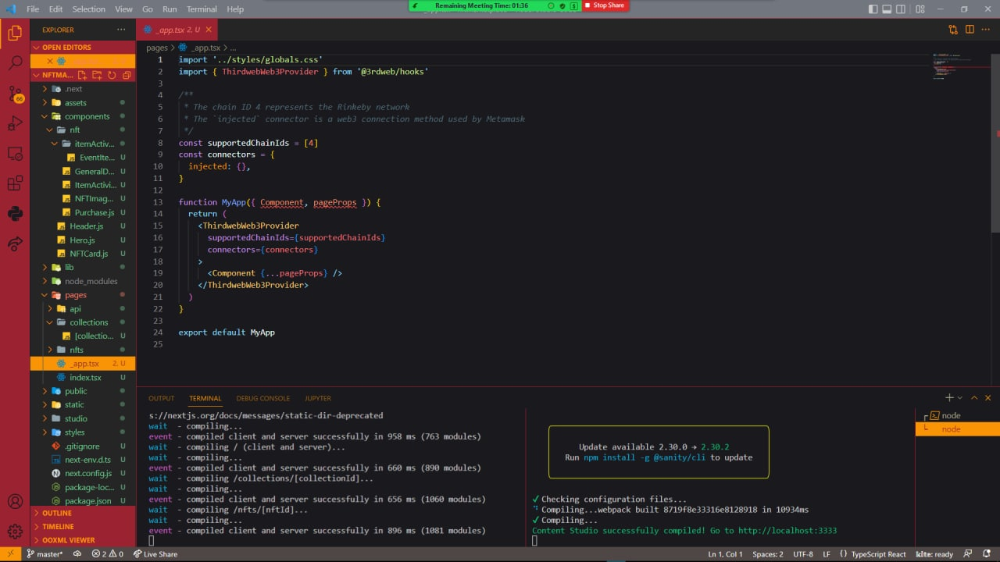 File Edit Selection View Go Run Terminal Help
Remaining Meeting Time: 01:36
Stop Share
EXPLORER
OPEN EDITORS
NFTMA...
.next
assets
components
nft
itemActiv...
EventIte... U
GeneralD... U
ItemActivi... U
NFTImag... U
Purchase.js U
Header.js U
Hero.js U
NFTCard.js U
lib
node_modules
pages
api
collections
[collectio... U
nfts
_app.tsx 2, U
index.tsx U
public
static
studio
styles
.gitignore U
next-env.d.ts U
next.config.js U
package-loc... U
package.json U
OUTLINE
TIMELINE
OOXML VIEWER
_app.tsx 2, U
pages > _app.tsx > ...
1 import '../styles/globals.css'
2 import { ThirdwebWeb3Provider } from '@3rdweb/hooks'
3
4 /**
5 * The chain ID 4 represents the Rinkeby network
6 * The `injected` connector is a web3 connection method used by Metamask
7 */
8 const supportedChainIds = [4]
9 const connectors = {
10 injected: {},
11 }
12
13 function MyApp({ Component, pageProps }) {
14 return (
15 <ThirdwebWeb3Provider
16 supportedChainIds={supportedChainIds}
17 connectors={connectors}
18 >
19 <Component {...pageProps} />
20 </ThirdwebWeb3Provider>
21 )
22 }
23
24 export default MyApp
25
OUTPUT TERMINAL DEBUG CONSOLE JUPYTER
s://nextjs.org/docs/messages/static-dir-deprecated
wait - compiling...
event - compiled client and server successfully in 958 ms (763 modules)
wait - compiling / (client and server)...
wait - compiling...
event - compiled client and server successfully in 660 ms (890 modules)
wait - compiling /collections/[collectionId]...
wait - compiling...
event - compiled client and server successfully in 656 ms (1060 modules)
wait - compiling /nfts/[nftId]...
wait - compiling...
event - compiled client and server successfully in 896 ms (1081 modules)
Update available 2.30.0 → 2.30.2
Run npm install -g @sanity/cli to update
✓ Checking configuration files...
Compiling...webpack built 8719f8e33316e8128918 in 10934ms
✓ Compiling...
Content Studio successfully compiled! Go to http://localhost:3333
node
node
66
master* 2 0 Live Share
Ln 1, Col 1 Spaces: 2 UTF-8 LF {} TypeScript React kite: ready